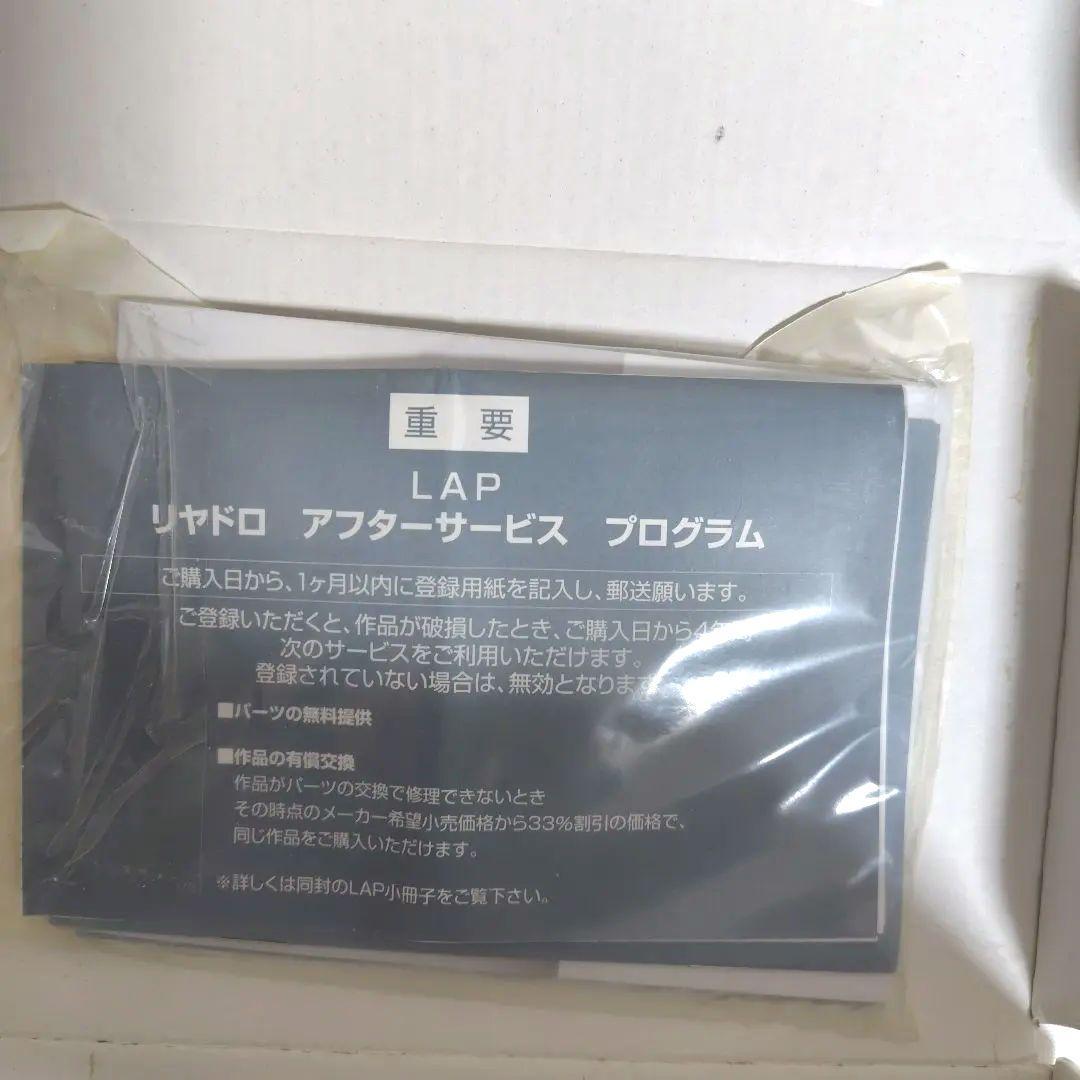 重 要
LAP
リヤドロ アフターサービス プログラム
ご購入日から、1ヶ月以内に登録用紙を記入し、郵送願います。
ご登録いただくと、作品が破損したとき、ご購入日から4年
次のサービスをご利用いただけます。
登録されていない場合は、無効となります
■パーツの無料提供
■作品の有償交換
作品がパーツの交換で修理できないとき
その時点のメーカー希望小売価格から33%割引の価格で、
同じ作品をご購入いただけます。
※詳しくは同封のLAP小冊子をご覧下さい。